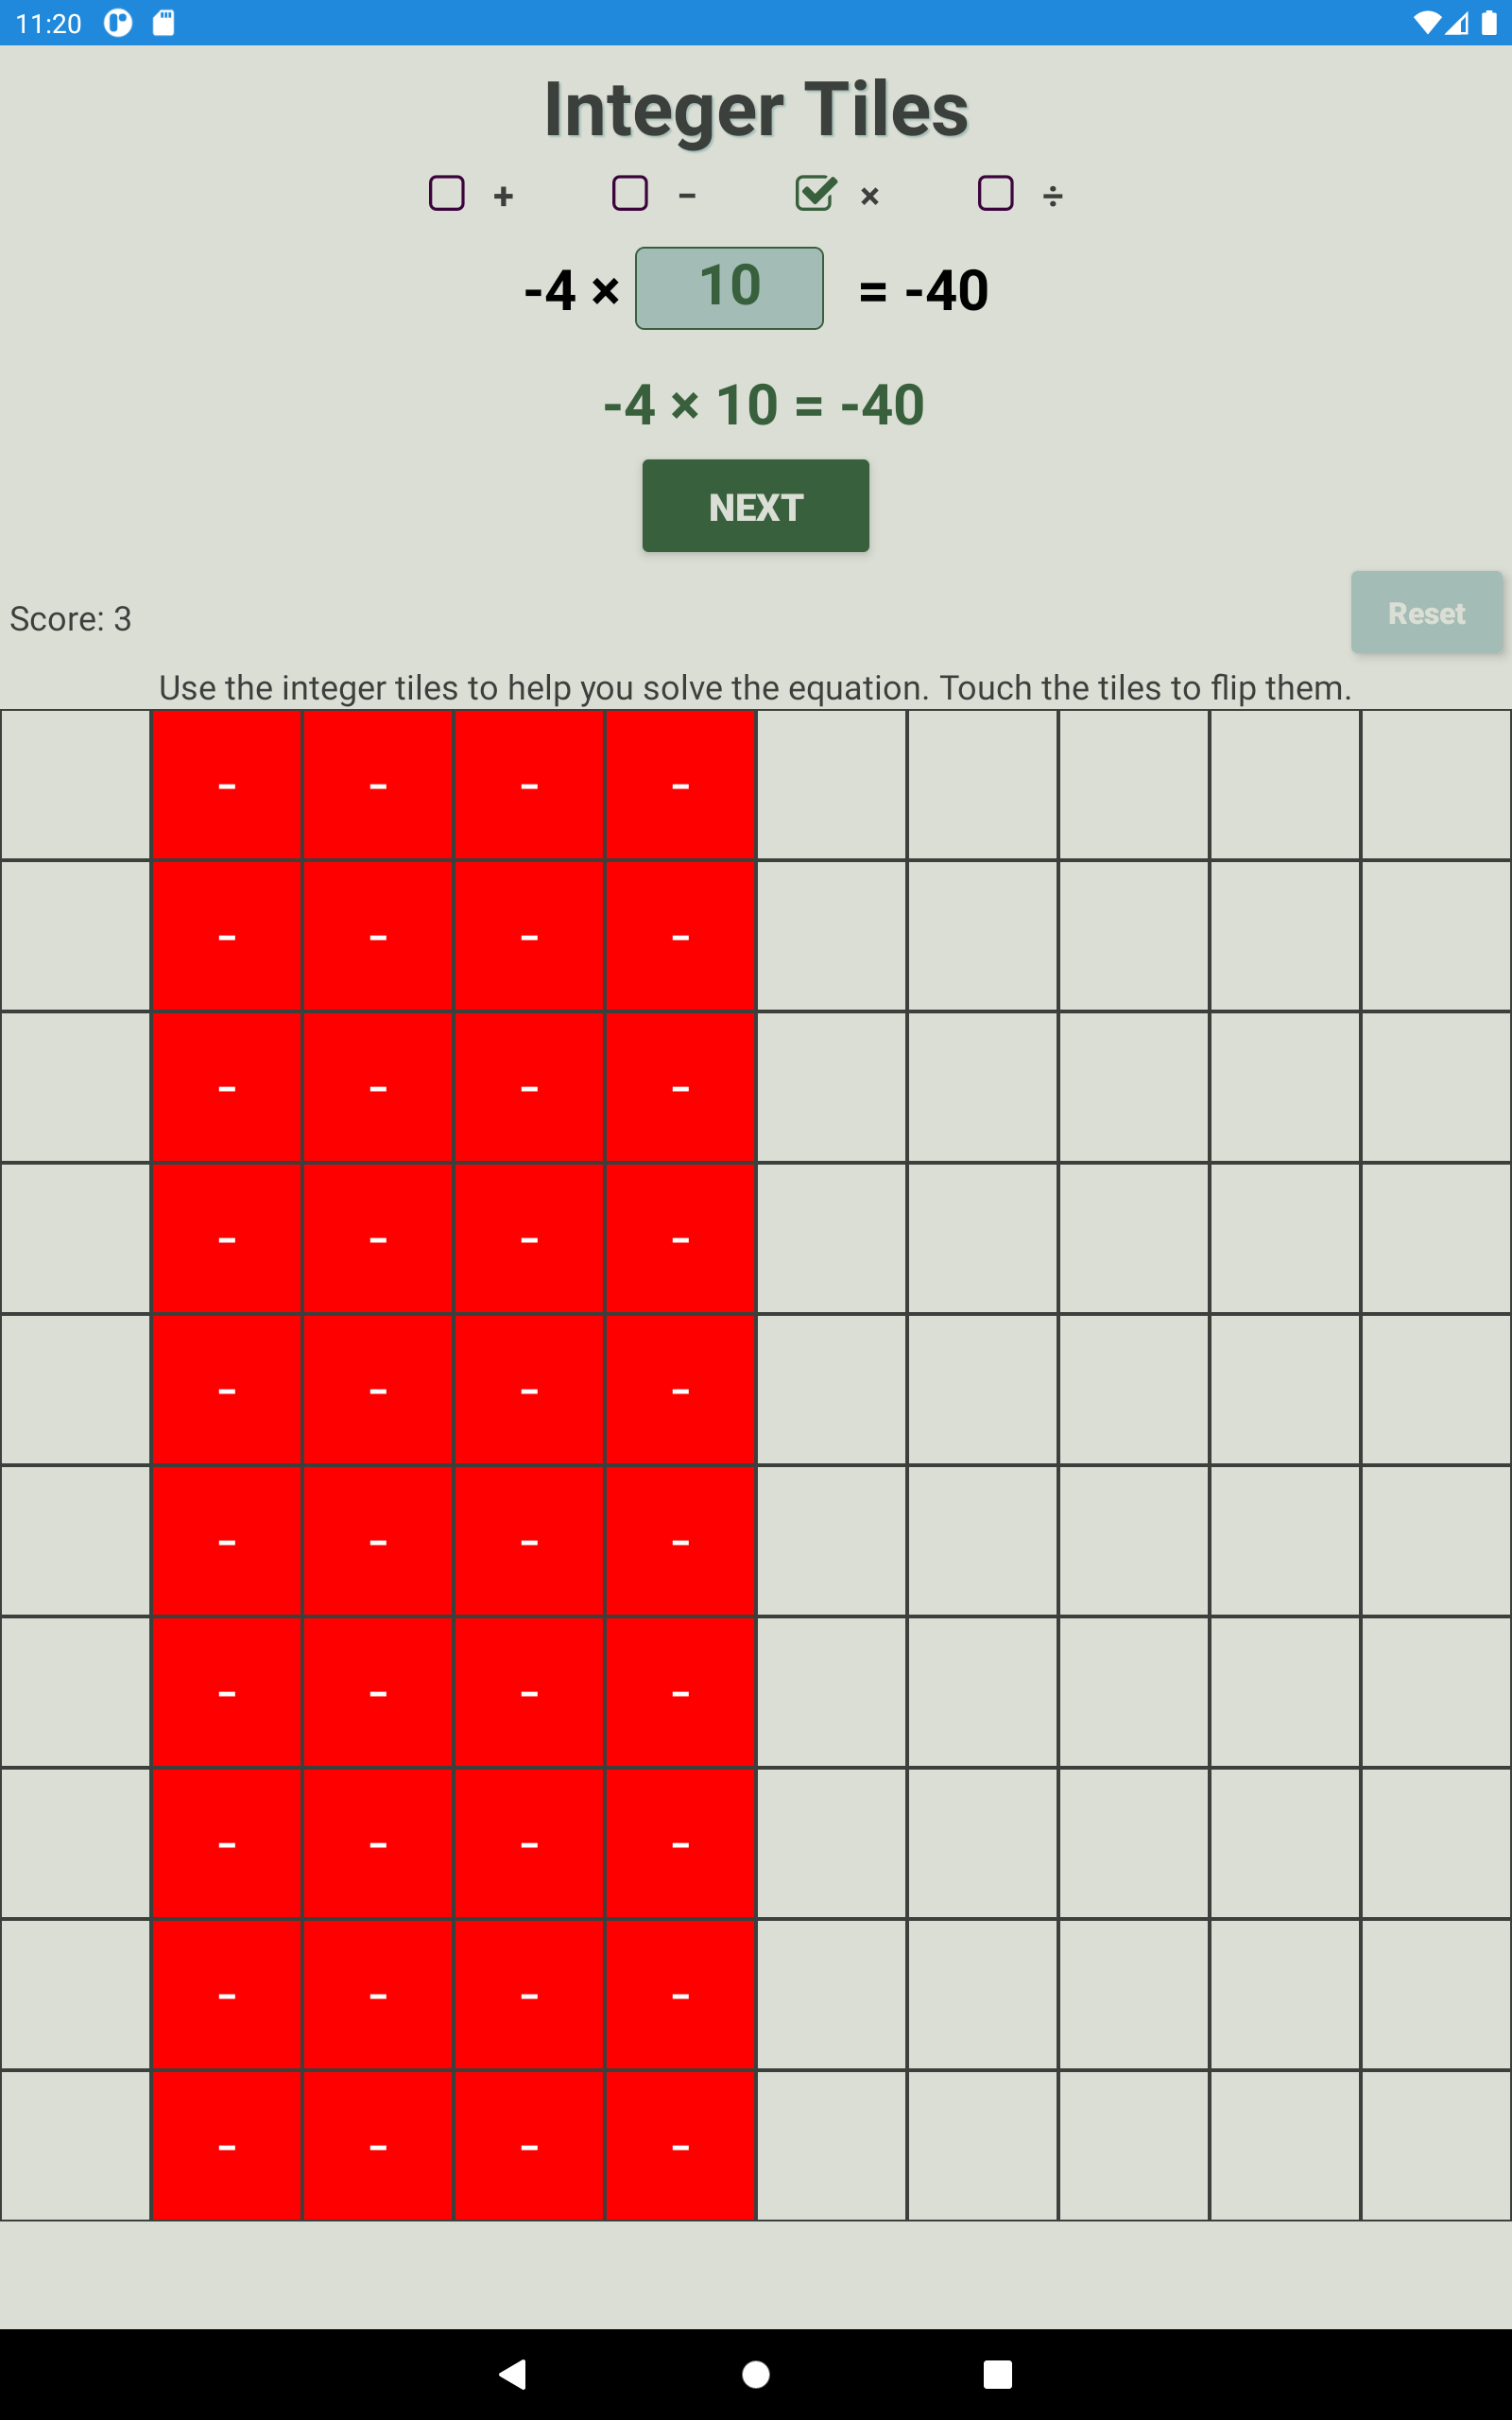 11:20
Integer Tiles
+ − × ÷
-4 × 10 = -40
-4 × 10 = -40
NEXT
Score: 3
Reset
Use the integer tiles to help you solve the equation. Touch the tiles to flip them.
- - - -
- - - -
- - - -
- - - -
- - - -
- - - -
- - - -
- - - -
- - - -
- - - -